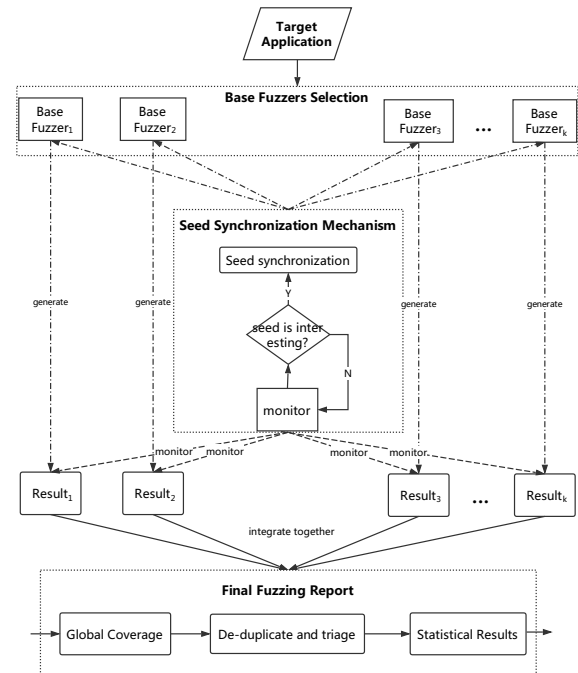 Target
Application
Base Fuzzers Selection
Base
Fuzzer1
Base
Fuzzer2
Base
Fuzzer3
...
Base
Fuzzerk
Seed Synchronization Mechanism
Seed synchronization
Y
seed is inter
esting?
N
monitor
generate
generate
generate
generate
monitor
monitor
monitor
monitor
Result1
Result2
Result3
...
Resultk
integrate together
Final Fuzzing Report
Global Coverage
De-duplicate and triage
Statistical Results